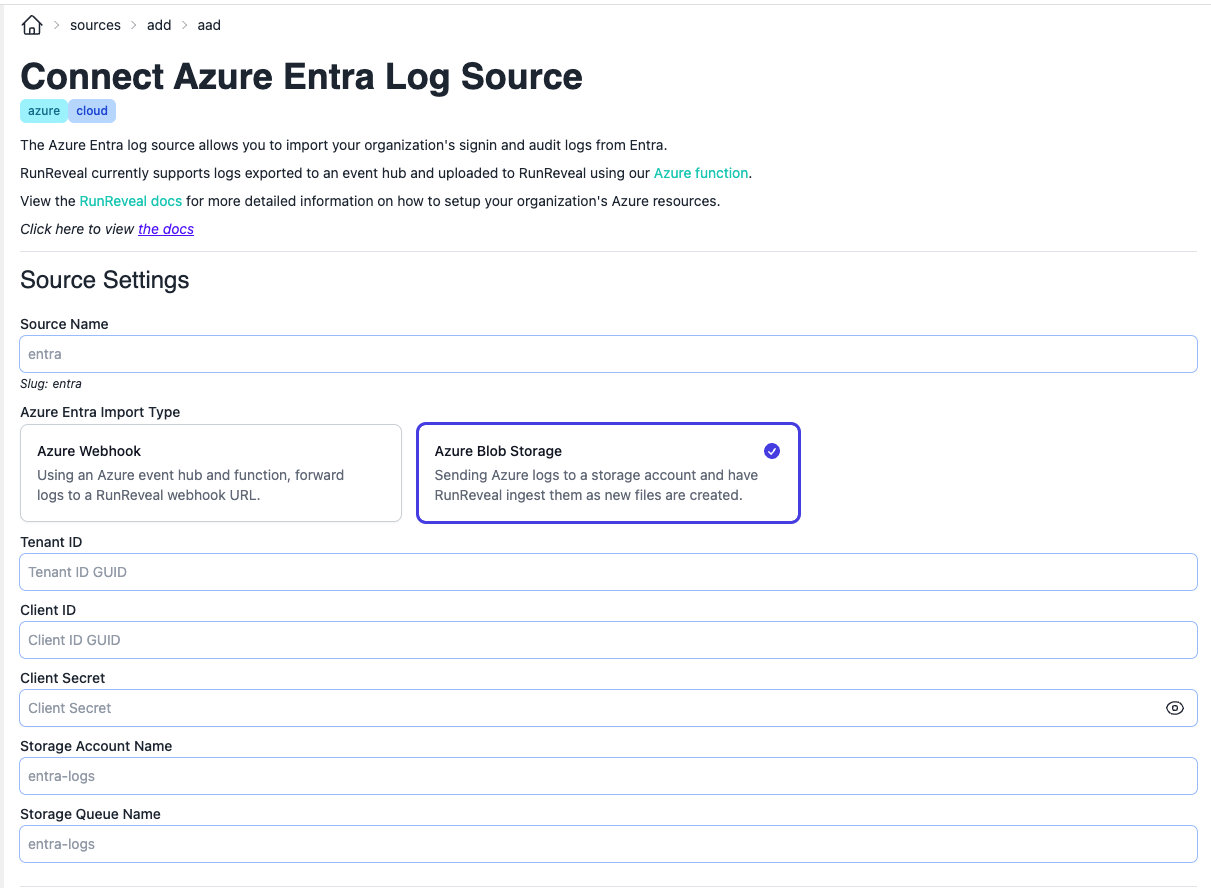 sources > add > aad
Connect Azure Entra Log Source
azure cloud
The Azure Entra log source allows you to import your organization's signin and audit logs from Entra.
RunReveal currently supports logs exported to an event hub and uploaded to RunReveal using our Azure function.
View the RunReveal docs for more detailed information on how to setup your organization's Azure resources.
Click here to view the docs
Source Settings
Source Name
entra
Slug: entra
Azure Entra Import Type
Azure Webhook
Using an Azure event hub and function, forward
logs to a RunReveal webhook URL.
Azure Blob Storage
Sending Azure logs to a storage account and have
RunReveal ingest them as new files are created.
Tenant ID
Tenant ID GUID
Client ID
Client ID GUID
Client Secret
Client Secret
Storage Account Name
entra-logs
Storage Queue Name
entra-logs